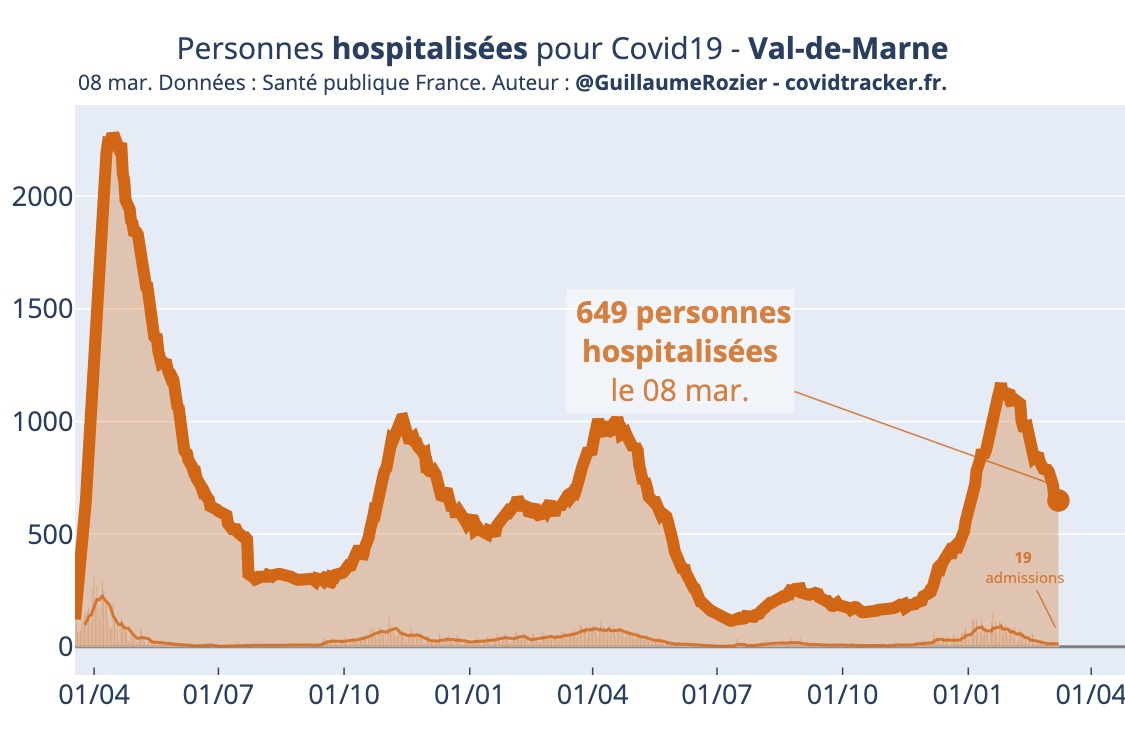 Personnes hospitalisées pour Covid19 - Val-de-Marne
08 mar. Données : Santé publique France. Auteur : @GuillaumeRozier - covidtracker.fr.
2000
1500
649 personnes
hospitalisées
le 08 mar.
1000
500
19
admissions
0
01/04
01/07
01/10
01/01
01/04
01/07
01/10
01/01
01/04